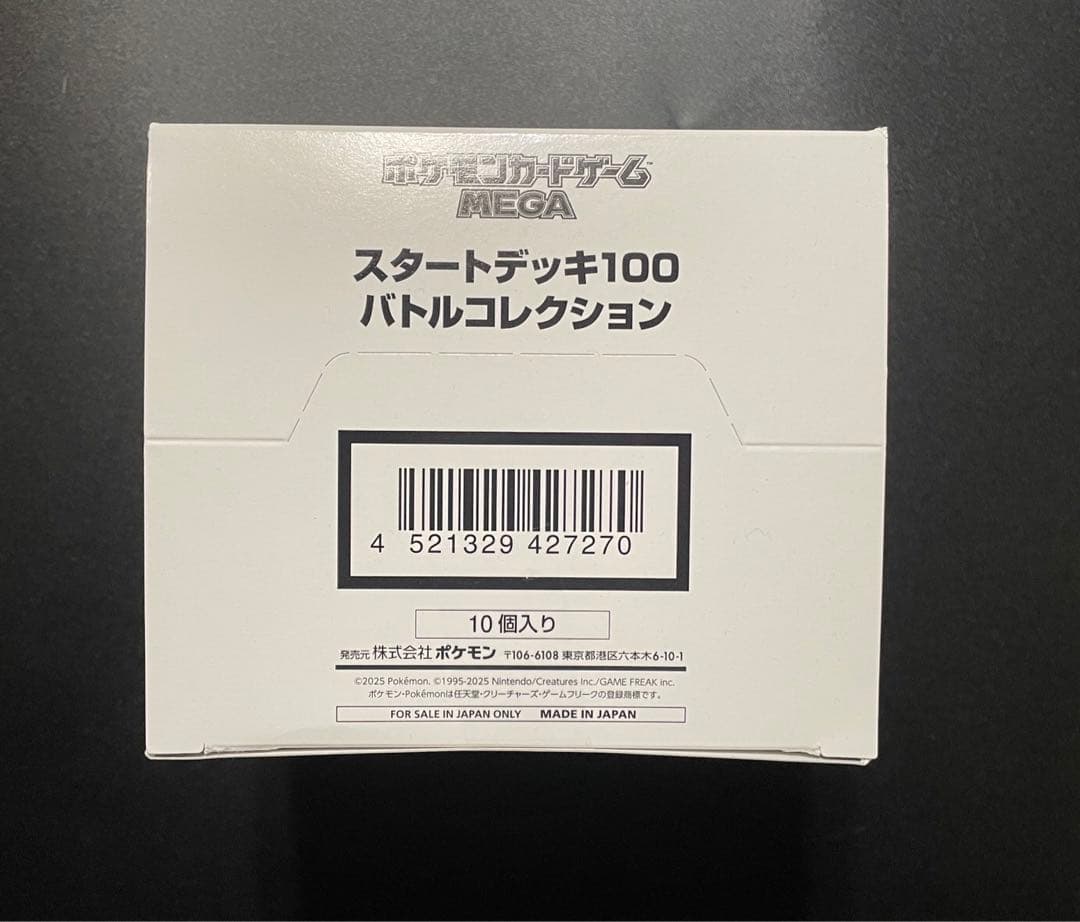 ポケモンカードゲーム™
MEGA
スタートデッキ100
バトルコレクション
4 521329 427270
10個入り
発売元 株式会社ポケモン 〒106-6108 東京都港区六本木6-10-1
©2025 Pokémon. ©1995-2025 Nintendo/Creatures Inc./GAME FREAK inc.
ポケモン・Pokémonは任天堂・クリーチャーズ・ゲームフリークの登録商標です。
FOR SALE IN JAPAN ONLY MADE IN JAPAN